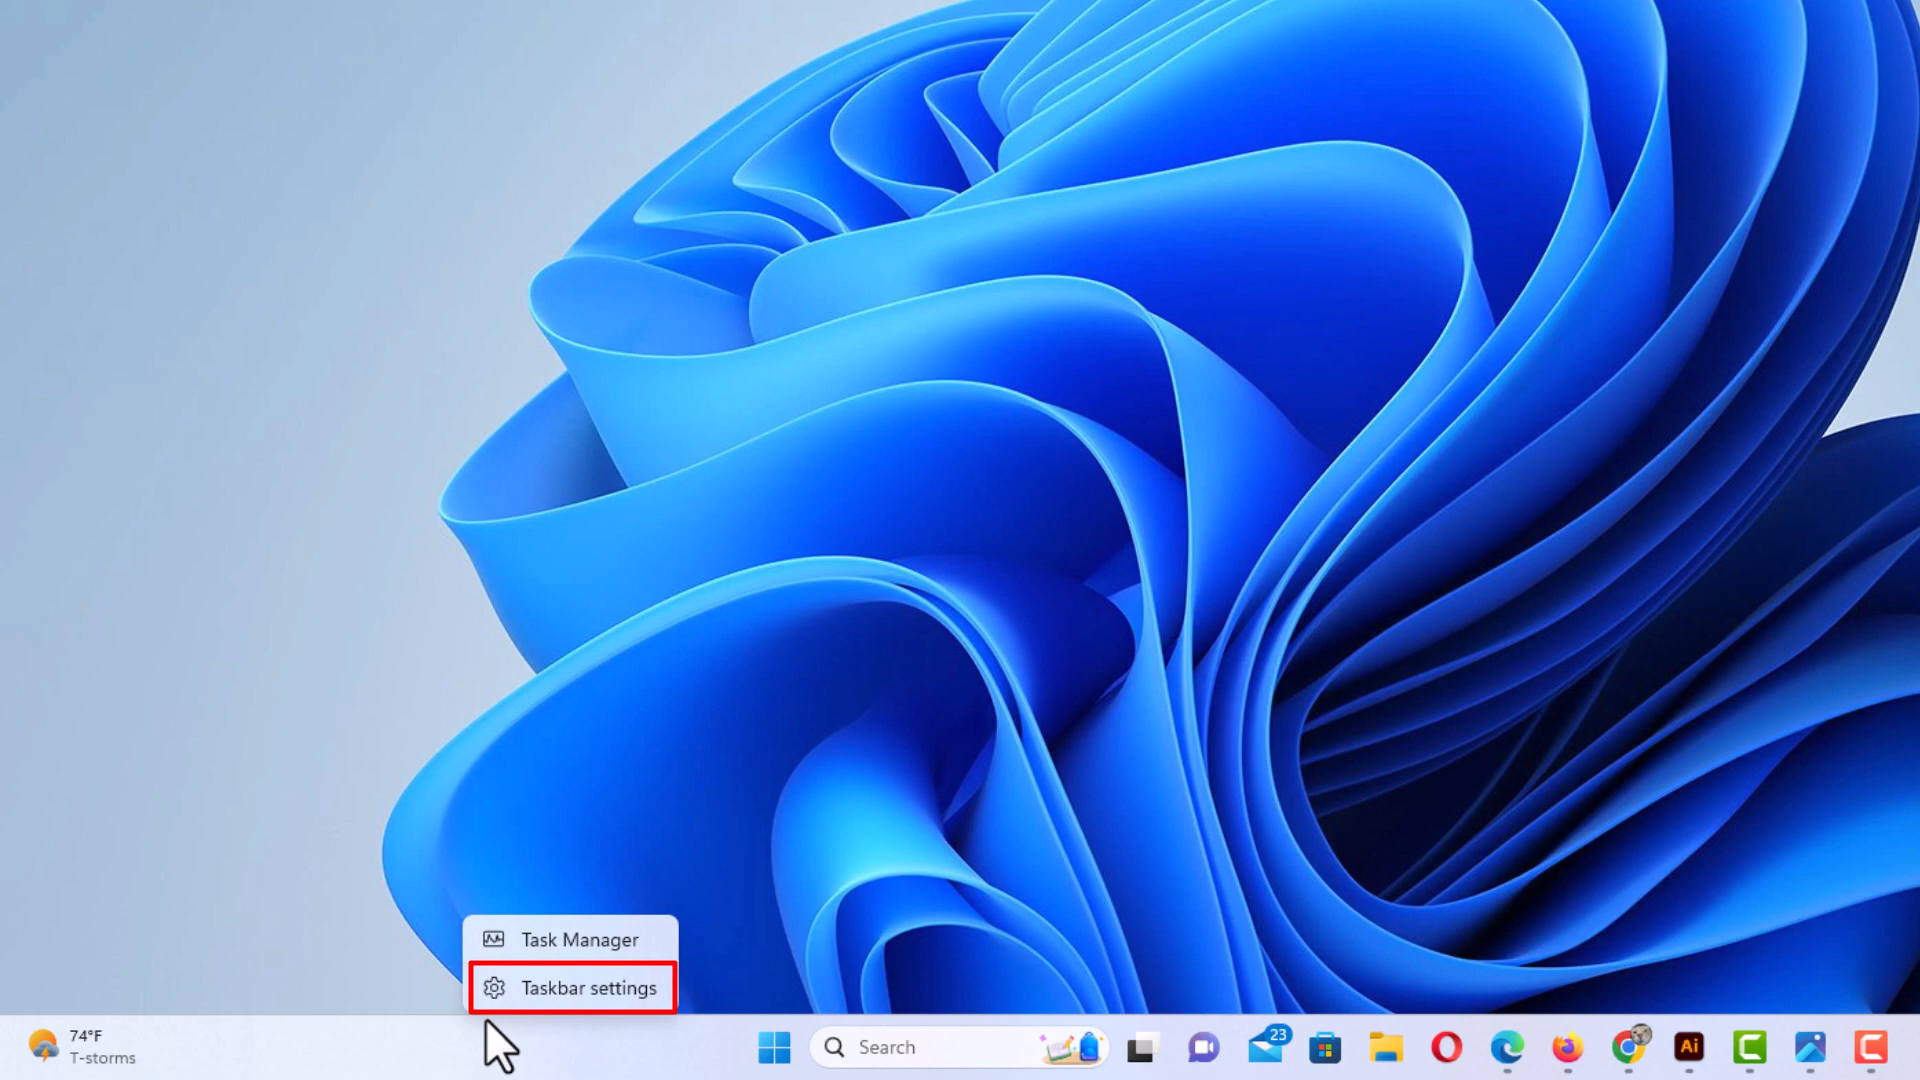 Task Manager
Taskbar settings
74°F
T-storms
Search
23
Ai